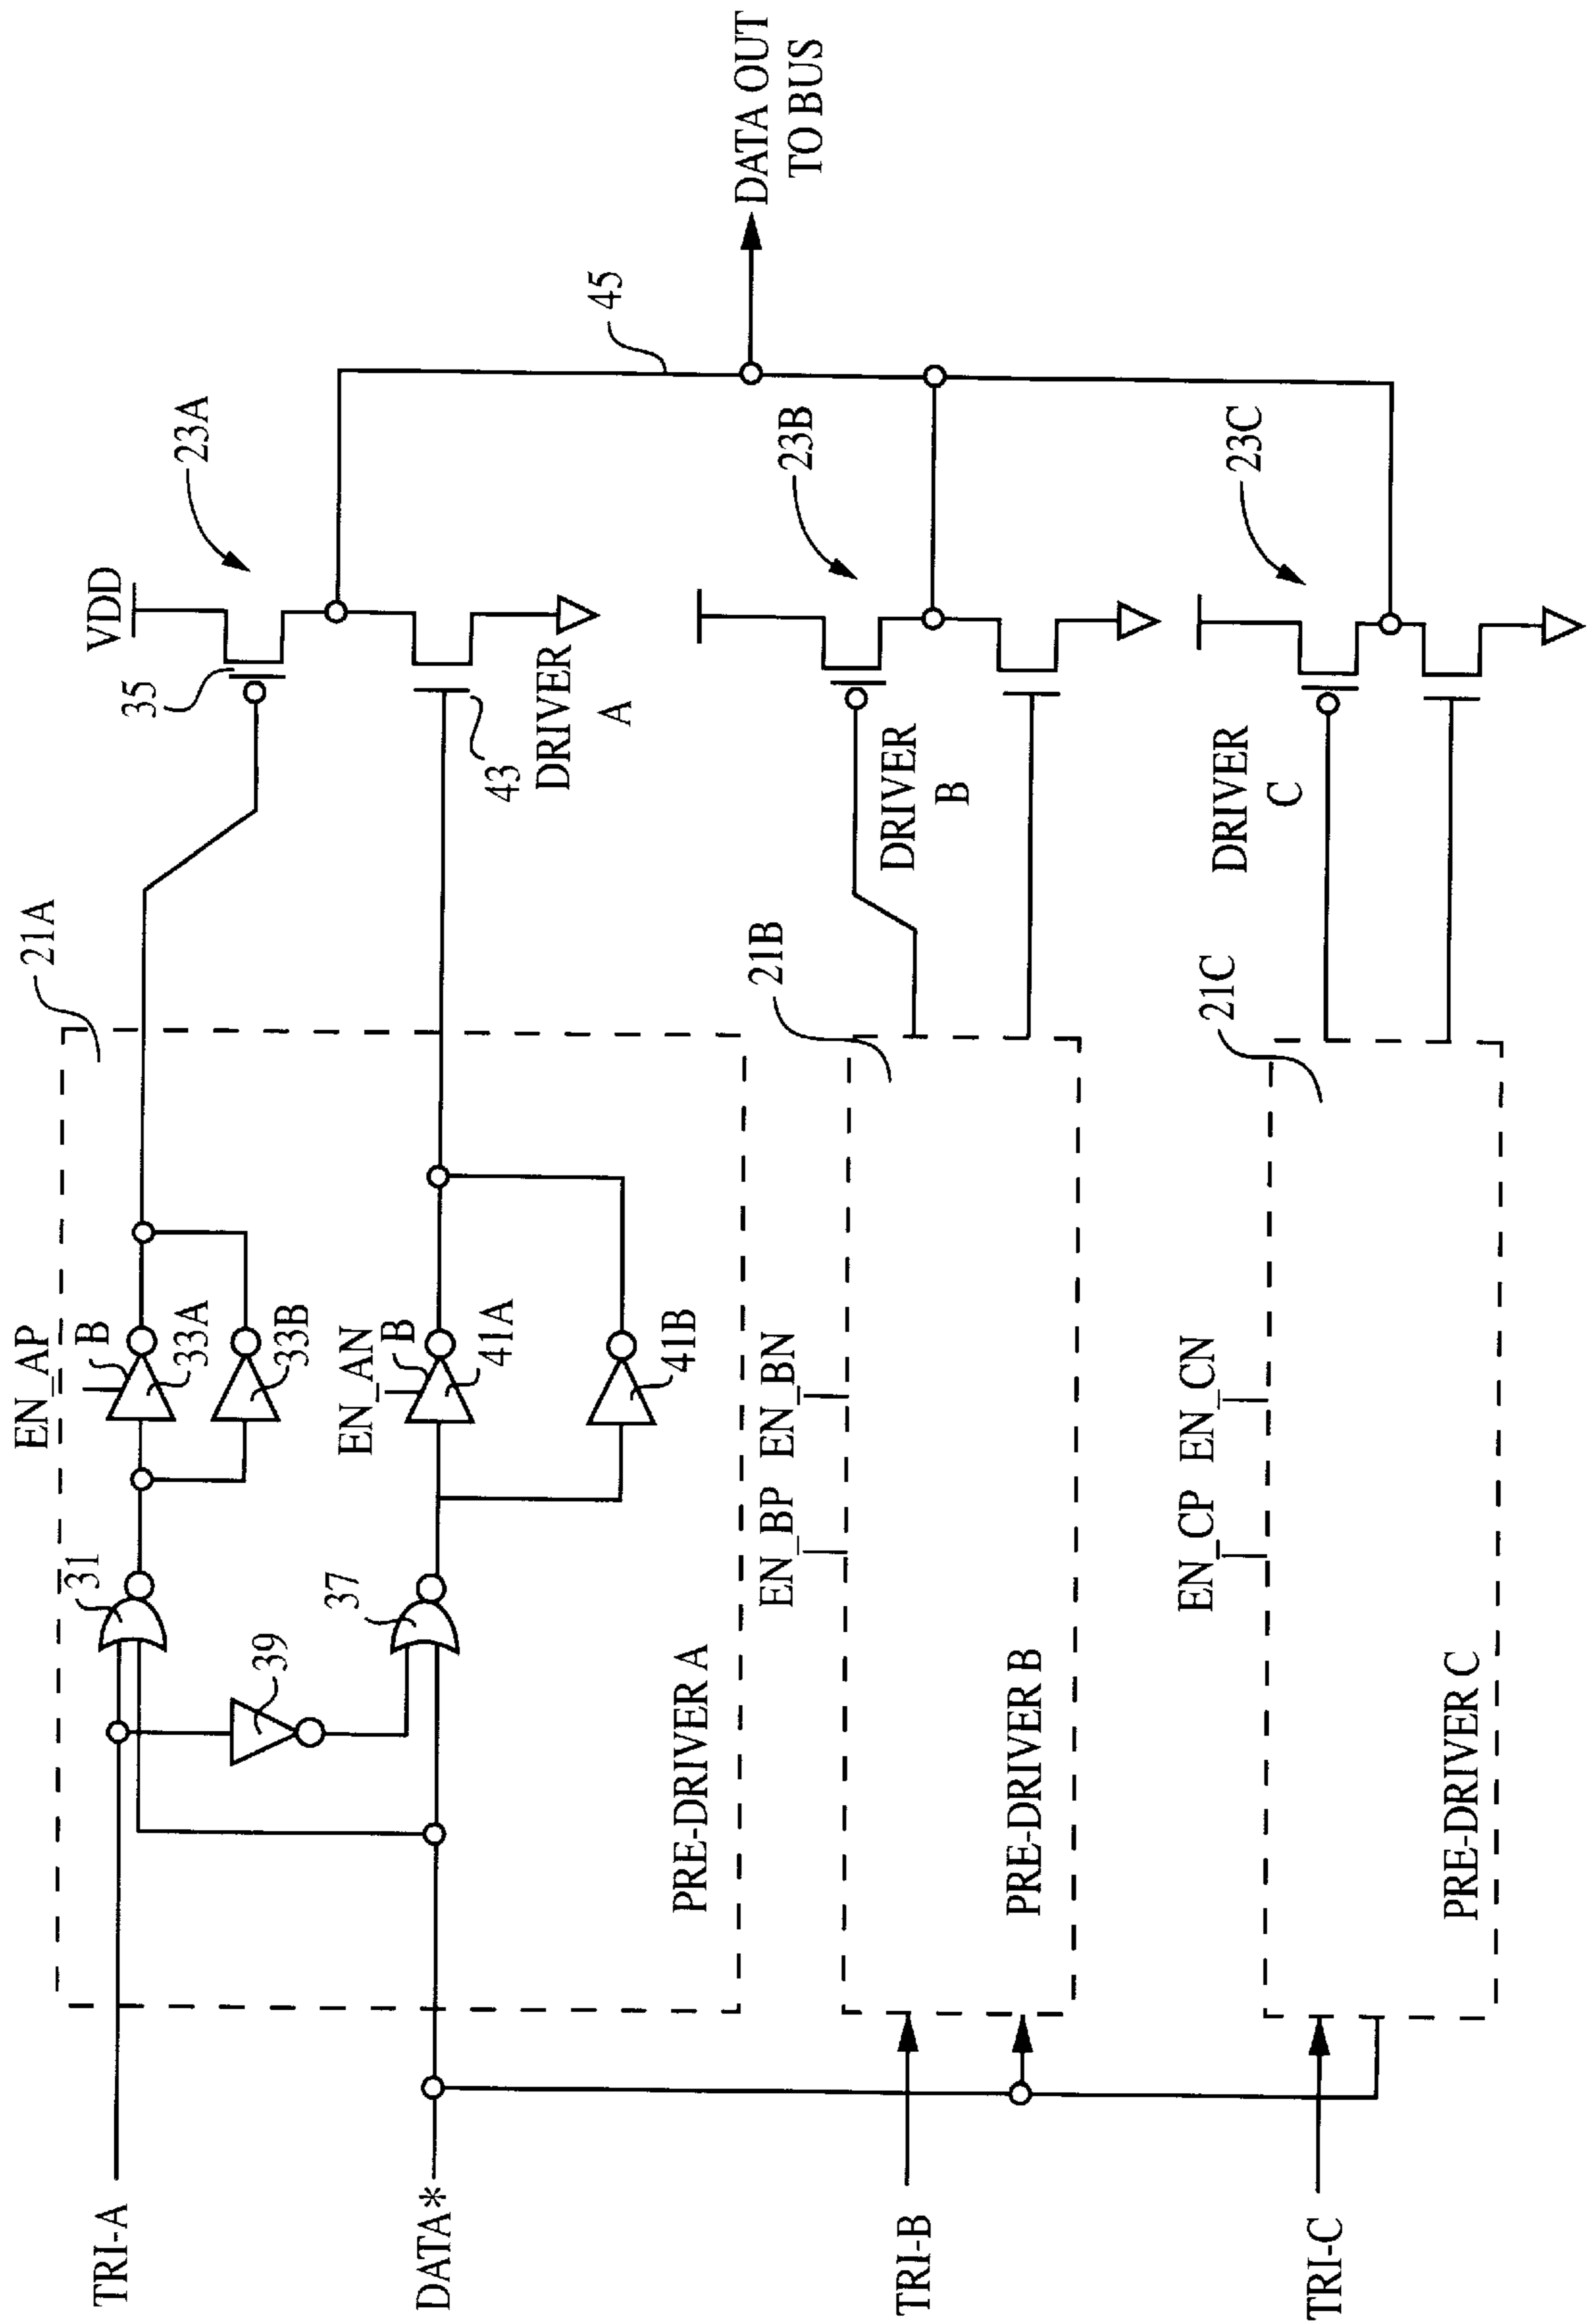 TRI-A
DATA*
TRI-B
TRI-C
21A
EN_AP
31
B
33A
33B
39
37
EN_AN
B
41A
41B
PRE-DRIVER A
VDD
35
23A
43
DRIVER
A
45
DATA OUT
TO BUS
21B
EN_BP EN_BN
PRE-DRIVER B
DRIVER
B
23B
21C
EN_CP EN_CN
PRE-DRIVER C
DRIVER
C
23C